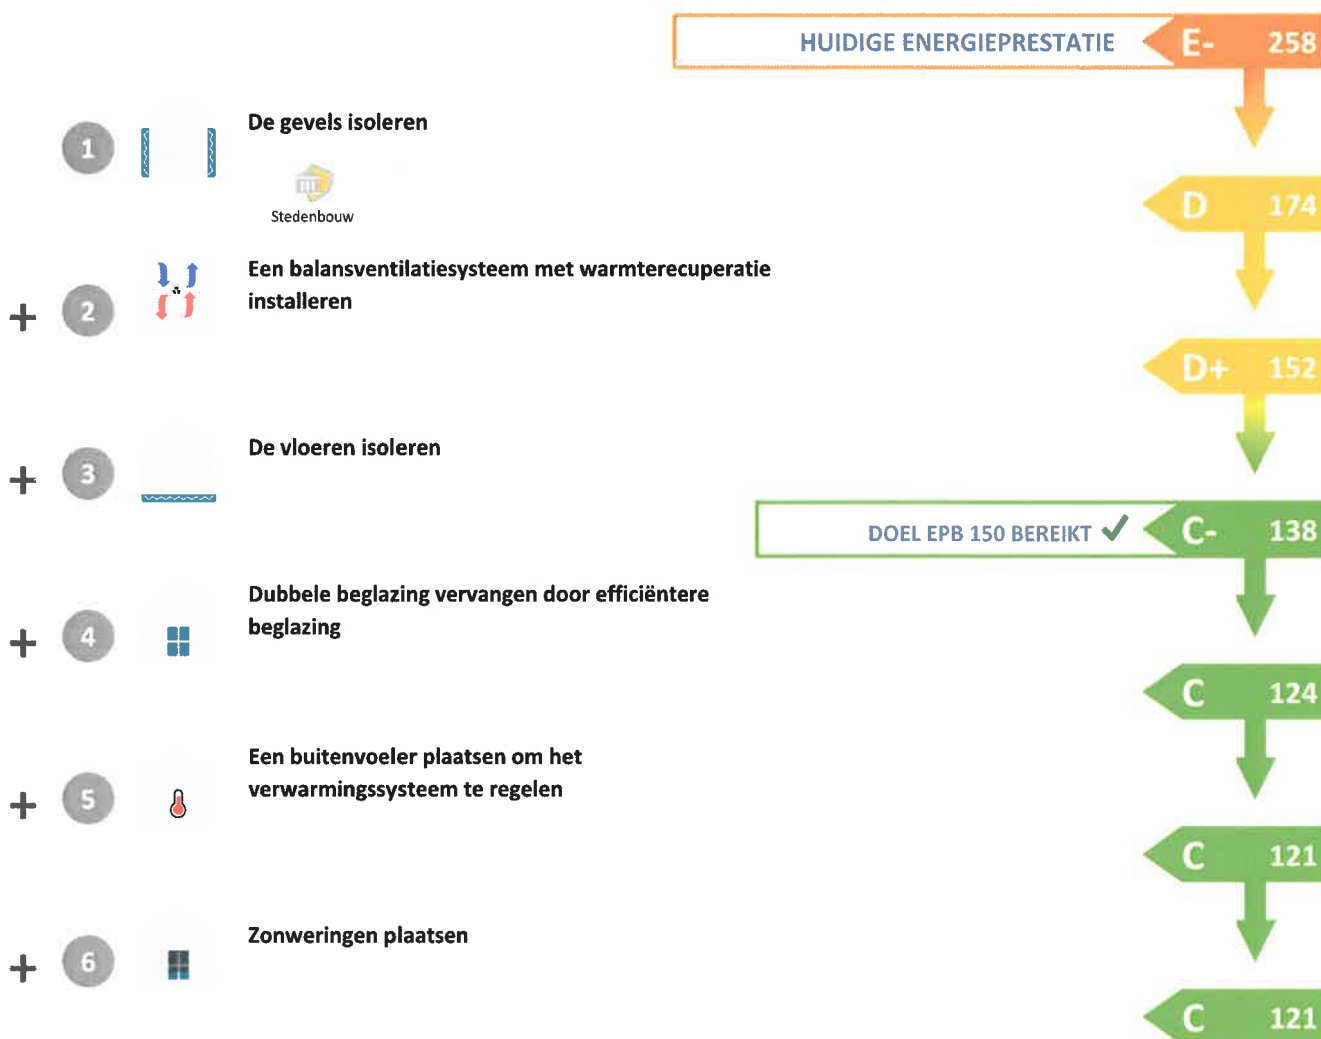 HUIDIGE ENERGIEPRESTATIE E- 258
1 De gevels isoleren
Stedenbouw
D 174
+ 2 Een balansventilatiesysteem met warmterecuperatie
installeren
D+ 152
+ 3 De vloeren isoleren
DOEL EPB 150 BEREIKT ✓ C- 138
+ 4 Dubbele beglazing vervangen door efficiëntere
beglazing
C 124
+ 5 Een buitenvoeler plaatsen om het
verwarmingssysteem te regelen
C 121
+ 6 Zonweringen plaatsen
C 121